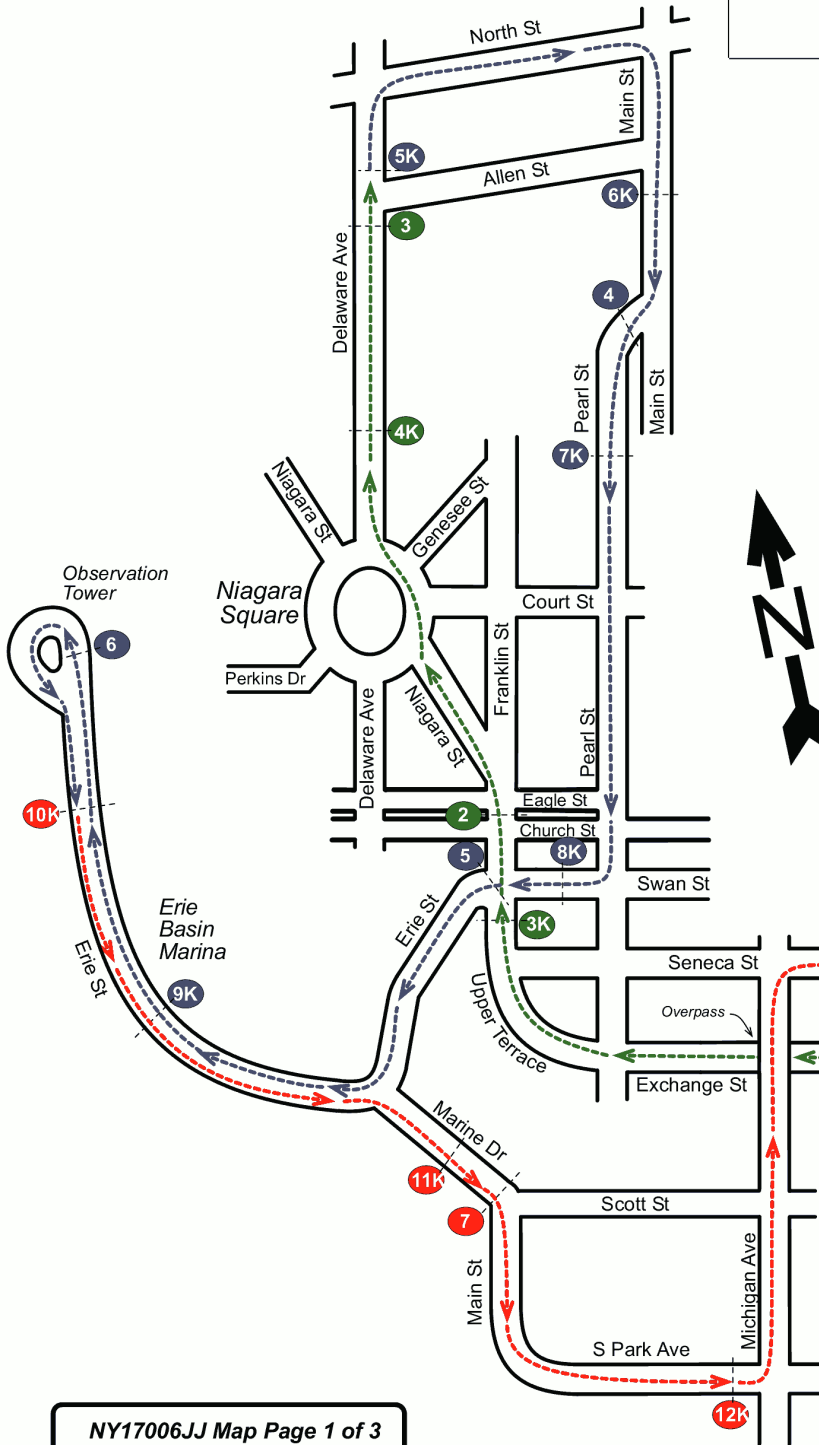 North St
Main St
5K
Allen St
6K
3
Delaware Ave
4
Pearl St
Main St
4K
7K
Niagara St
Genesee St
N
Observation
Tower
Niagara
Square
Court St
6
Franklin St
Perkins Dr
Niagara St
Delaware Ave
Pearl St
Eagle St
10K
2
Church St
5
8K
Swan St
Erie St
Erie
Basin
Marina
3K
Erie St
Seneca St
9K
Upper Terrace
Overpass
Exchange St
Marine Dr
11K
Scott St
7
Main St
Michigan Ave
S Park Ave
12K
NY17006JJ Map Page 1 of 3